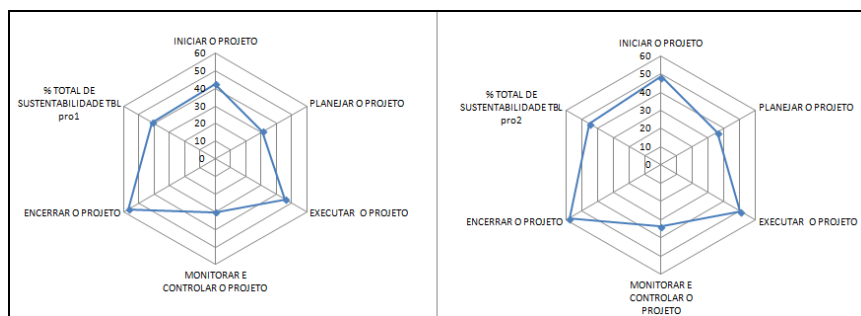 INICIAR O PROJETO
60
50
40
30
20
10
0
% TOTAL DE
SUSTENTABILIDADE TBL
pro1
PLANEJAR O PROJETO
ENCERRAR O PROJETO
EXECUTAR O PROJETO
MONITORAR E
CONTROLAR O PROJETO
INICIAR O PROJETO
60
50
40
30
20
10
0
% TOTAL DE
SUSTENTABILIDADE TBL
pro2
PLANEJAR O PROJETO
ENCERRAR O PROJETO
EXECUTAR O PROJETO
MONITORAR E
CONTROLAR O
PROJETO